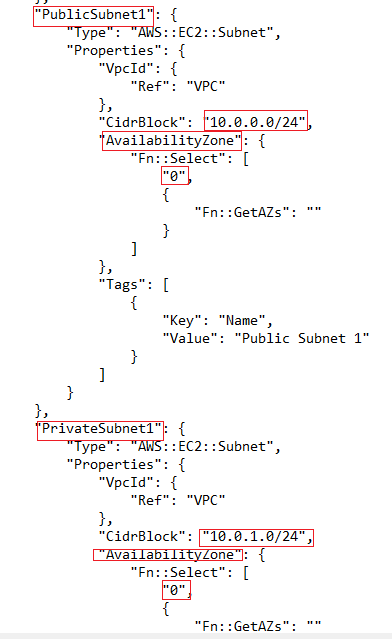 },
"PublicSubnet1": {
"Type": "AWS::EC2::Subnet",
"Properties": {
"VpcId": {
"Ref": "VPC"
},
"CidrBlock": "10.0.0.0/24",
"AvailabilityZone": {
"Fn::Select": [
"0",
{
"Fn::GetAZs": ""
}
]
},
"Tags": [
{
"Key": "Name",
"Value": "Public Subnet 1"
}
]
}
},
"PrivateSubnet1": {
"Type": "AWS::EC2::Subnet",
"Properties": {
"VpcId": {
"Ref": "VPC"
},
"CidrBlock": "10.0.1.0/24",
"AvailabilityZone": {
"Fn::Select": [
"0",
{
"Fn::GetAZs": ""